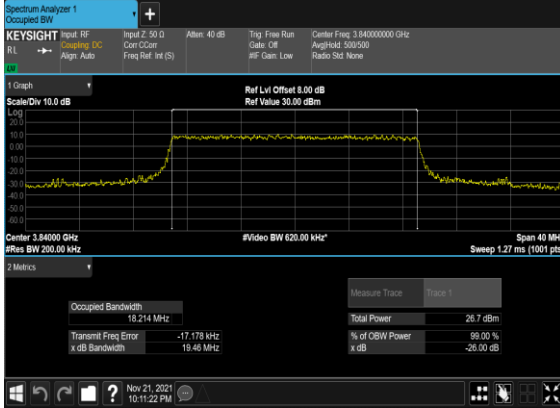 Spectrum Analyzer 1
Occupied BW
+
KEYSIGHT Input: RF Input Z: 50 Ω Atten: 40 dB Trig: Free Run Center Freq: 3.840000000 GHz
RL Coupling: DC Corr CCorr Gate: Off Avg|Hold: 500/500
Align: Auto Freq Ref: Int (S) #IF Gain: Low Radio Std: None
1 Graph
Ref Lvl Offset 8.00 dB
Scale/Div 10.0 dB Ref Value 30.00 dBm
Log
20.0
10.0
0.00
-10.0
-20.0
-30.0
-40.0
-50.0
-60.0
Center 3.84000 GHz #Video BW 620.00 kHz* Span 40 MH
#Res BW 200.00 kHz Sweep 1.27 ms (1001 pts
2 Metrics
Measure Trace Trace 1
Occupied Bandwidth
18.214 MHz Total Power 26.7 dBm
Transmit Freq Error -17.178 kHz % of OBW Power 99.00 %
x dB Bandwidth 19.46 MHz x dB -26.00 dB
? Nov 21, 2021
10:11:22 PM